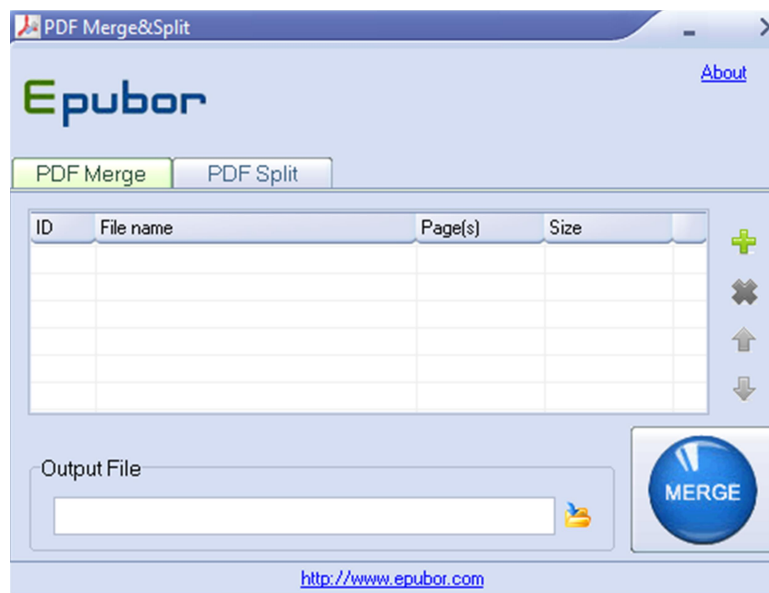 PDF Merge&Split
About
Epubor
PDF Merge PDF Split
ID File name Page(s) Size
Output File
MERGE
http://www.epubor.com